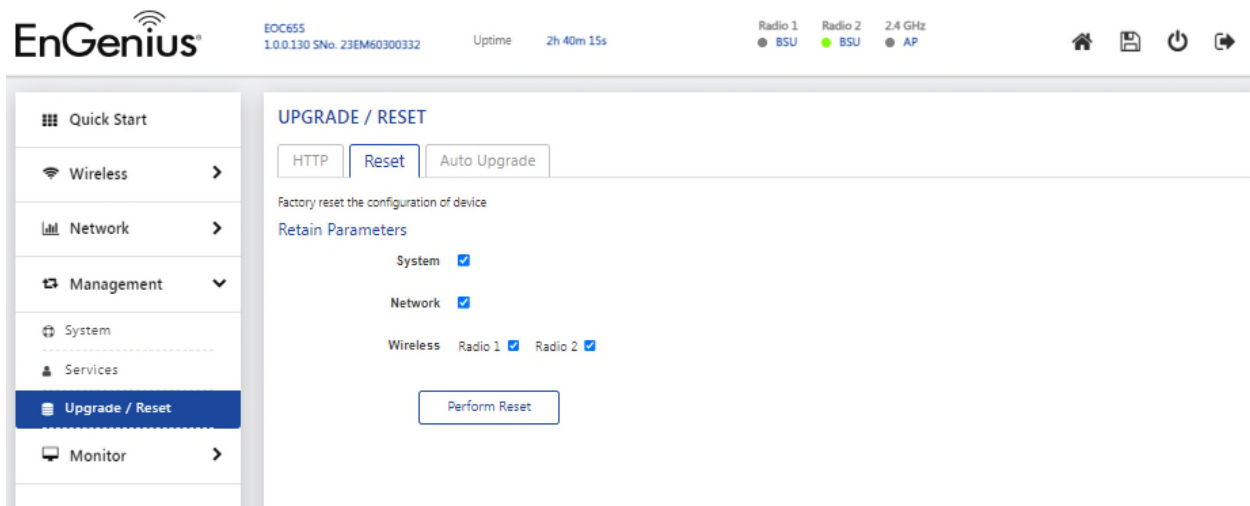 EnGenius®
EOC655
1.0.0.130 SNo. 23EM60300332
Uptime 2h 40m 15s
Radio 1 Radio 2 2.4 GHz
BSU BSU AP
Quick Start
Wireless
Network
Management
System
Services
Upgrade / Reset
Monitor
UPGRADE / RESET
HTTP Reset Auto Upgrade
Factory reset the configuration of device
Retain Parameters
System
Network
Wireless Radio 1 Radio 2
Perform Reset